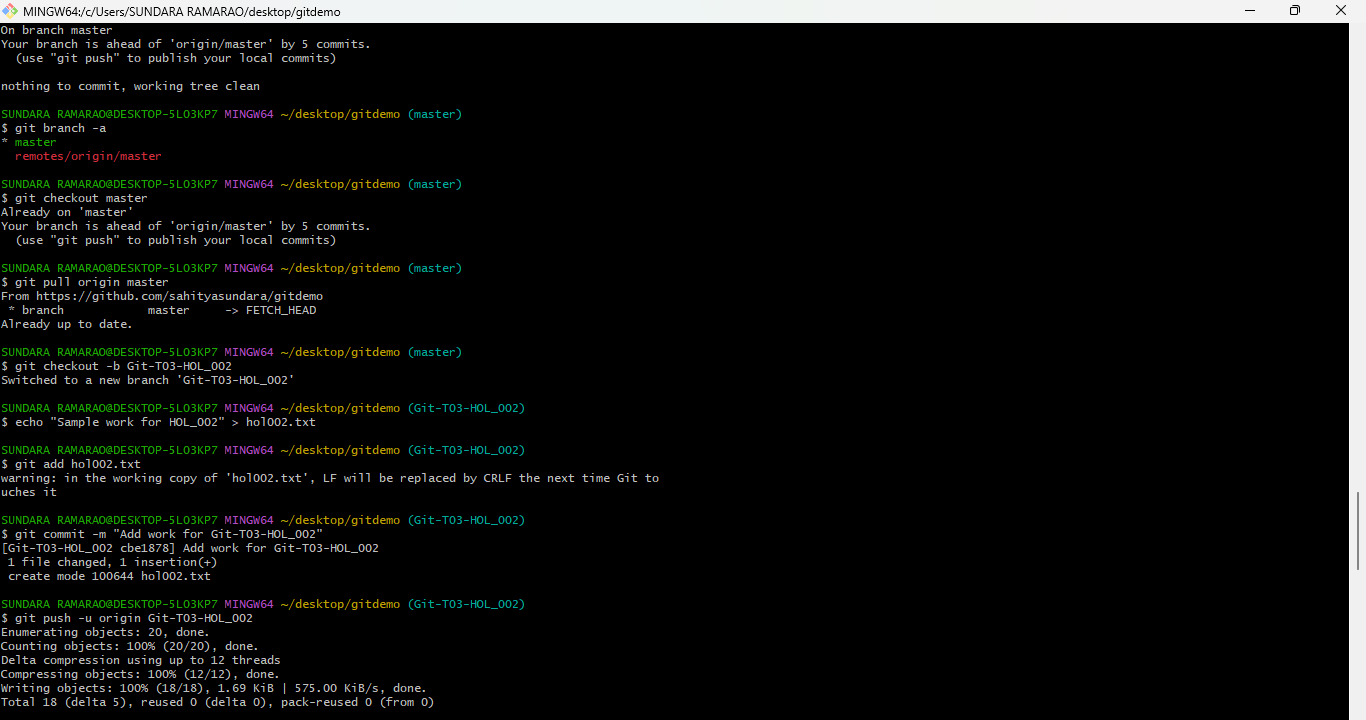 MINGW64:/c/Users/SUNDARA RAMARAO/desktop/gitdemo
On branch master
Your branch is ahead of 'origin/master' by 5 commits.
  (use "git push" to publish your local commits)
nothing to commit, working tree clean
SUNDARA RAMARAO@DESKTOP-5LO3KP7 MINGW64 ~/desktop/gitdemo (master)
$ git branch -a
* master
  remotes/origin/master
SUNDARA RAMARAO@DESKTOP-5LO3KP7 MINGW64 ~/desktop/gitdemo (master)
$ git checkout master
Already on 'master'
Your branch is ahead of 'origin/master' by 5 commits.
  (use "git push" to publish your local commits)
SUNDARA RAMARAO@DESKTOP-5LO3KP7 MINGW64 ~/desktop/gitdemo (master)
$ git pull origin master
From https://github.com/sahityasundara/gitdemo
 * branch            master     -> FETCH_HEAD
Already up to date.
SUNDARA RAMARAO@DESKTOP-5LO3KP7 MINGW64 ~/desktop/gitdemo (master)
$ git checkout -b Git-T03-HOL_002
Switched to a new branch 'Git-T03-HOL_002'
SUNDARA RAMARAO@DESKTOP-5LO3KP7 MINGW64 ~/desktop/gitdemo (Git-T03-HOL_002)
$ echo "Sample work for HOL_002" > hol002.txt
SUNDARA RAMARAO@DESKTOP-5LO3KP7 MINGW64 ~/desktop/gitdemo (Git-T03-HOL_002)
$ git add hol002.txt
warning: in the working copy of 'hol002.txt', LF will be replaced by CRLF the next time Git to
uches it
SUNDARA RAMARAO@DESKTOP-5LO3KP7 MINGW64 ~/desktop/gitdemo (Git-T03-HOL_002)
$ git commit -m "Add work for Git-T03-HOL_002"
[Git-T03-HOL_002 cbe1878] Add work for Git-T03-HOL_002
 1 file changed, 1 insertion(+)
 create mode 100644 hol002.txt
SUNDARA RAMARAO@DESKTOP-5LO3KP7 MINGW64 ~/desktop/gitdemo (Git-T03-HOL_002)
$ git push -u origin Git-T03-HOL_002
Enumerating objects: 20, done.
Counting objects: 100% (20/20), done.
Delta compression using up to 12 threads
Compressing objects: 100% (12/12), done.
Writing objects: 100% (18/18), 1.69 KiB | 575.00 KiB/s, done.
Total 18 (delta 5), reused 0 (delta 0), pack-reused 0 (from 0)